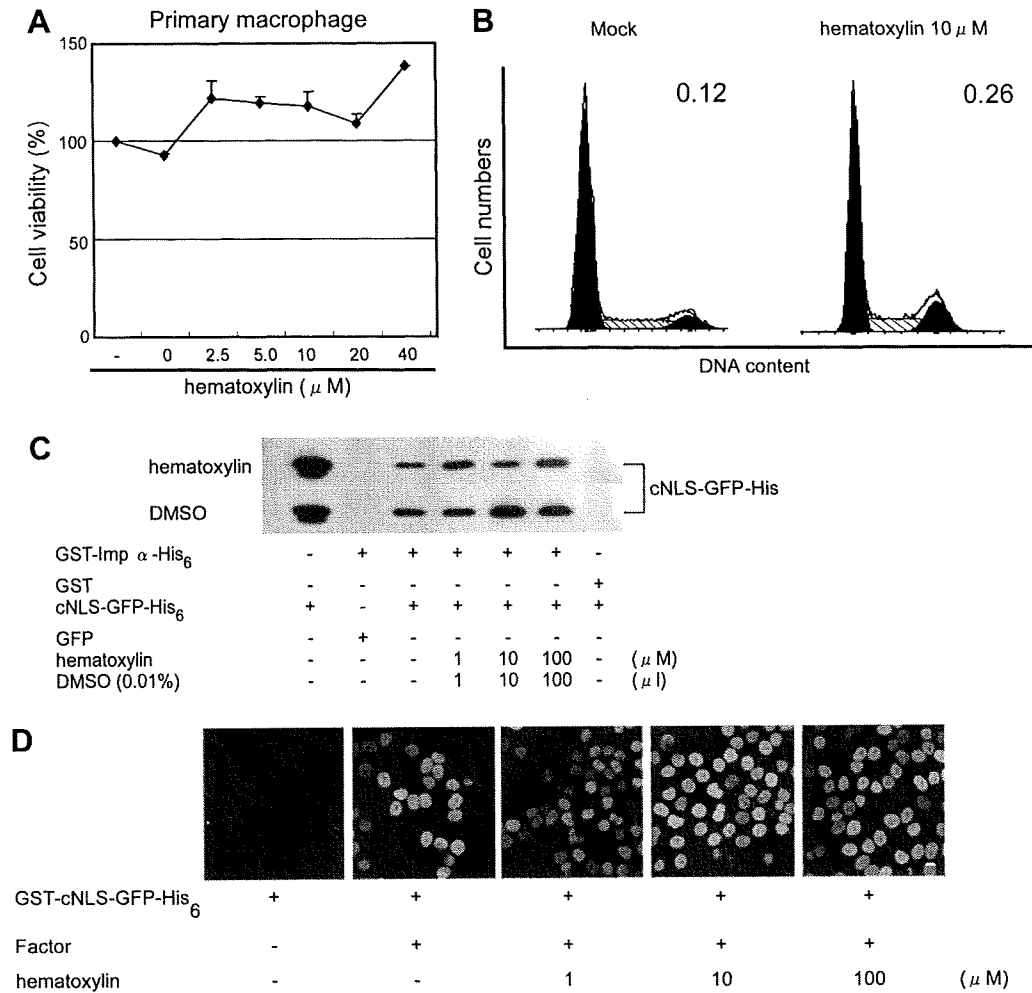 A
Primary macrophage
150
100
50
0
Cell viability (%)
- 0 2.5 5.0 10 20 40
hematoxylin ( μ M)
B
Mock
hematoxylin 10 μ M
0.12
0.26
Cell numbers
DNA content
C
hematoxylin
DMSO
cNLS-GFP-His
GST-Imp α -His6 - + + + + + -
GST - - - - - - +
cNLS-GFP-His6 + - + + + + +
GFP - + - - - - -
hematoxylin - - - 1 10 100 - ( μ M)
DMSO (0.01%) - - - 1 10 100 - ( μ l)
D
GST-cNLS-GFP-His6 + + + + +
Factor - + + + +
hematoxylin - - 1 10 100 ( μ M)